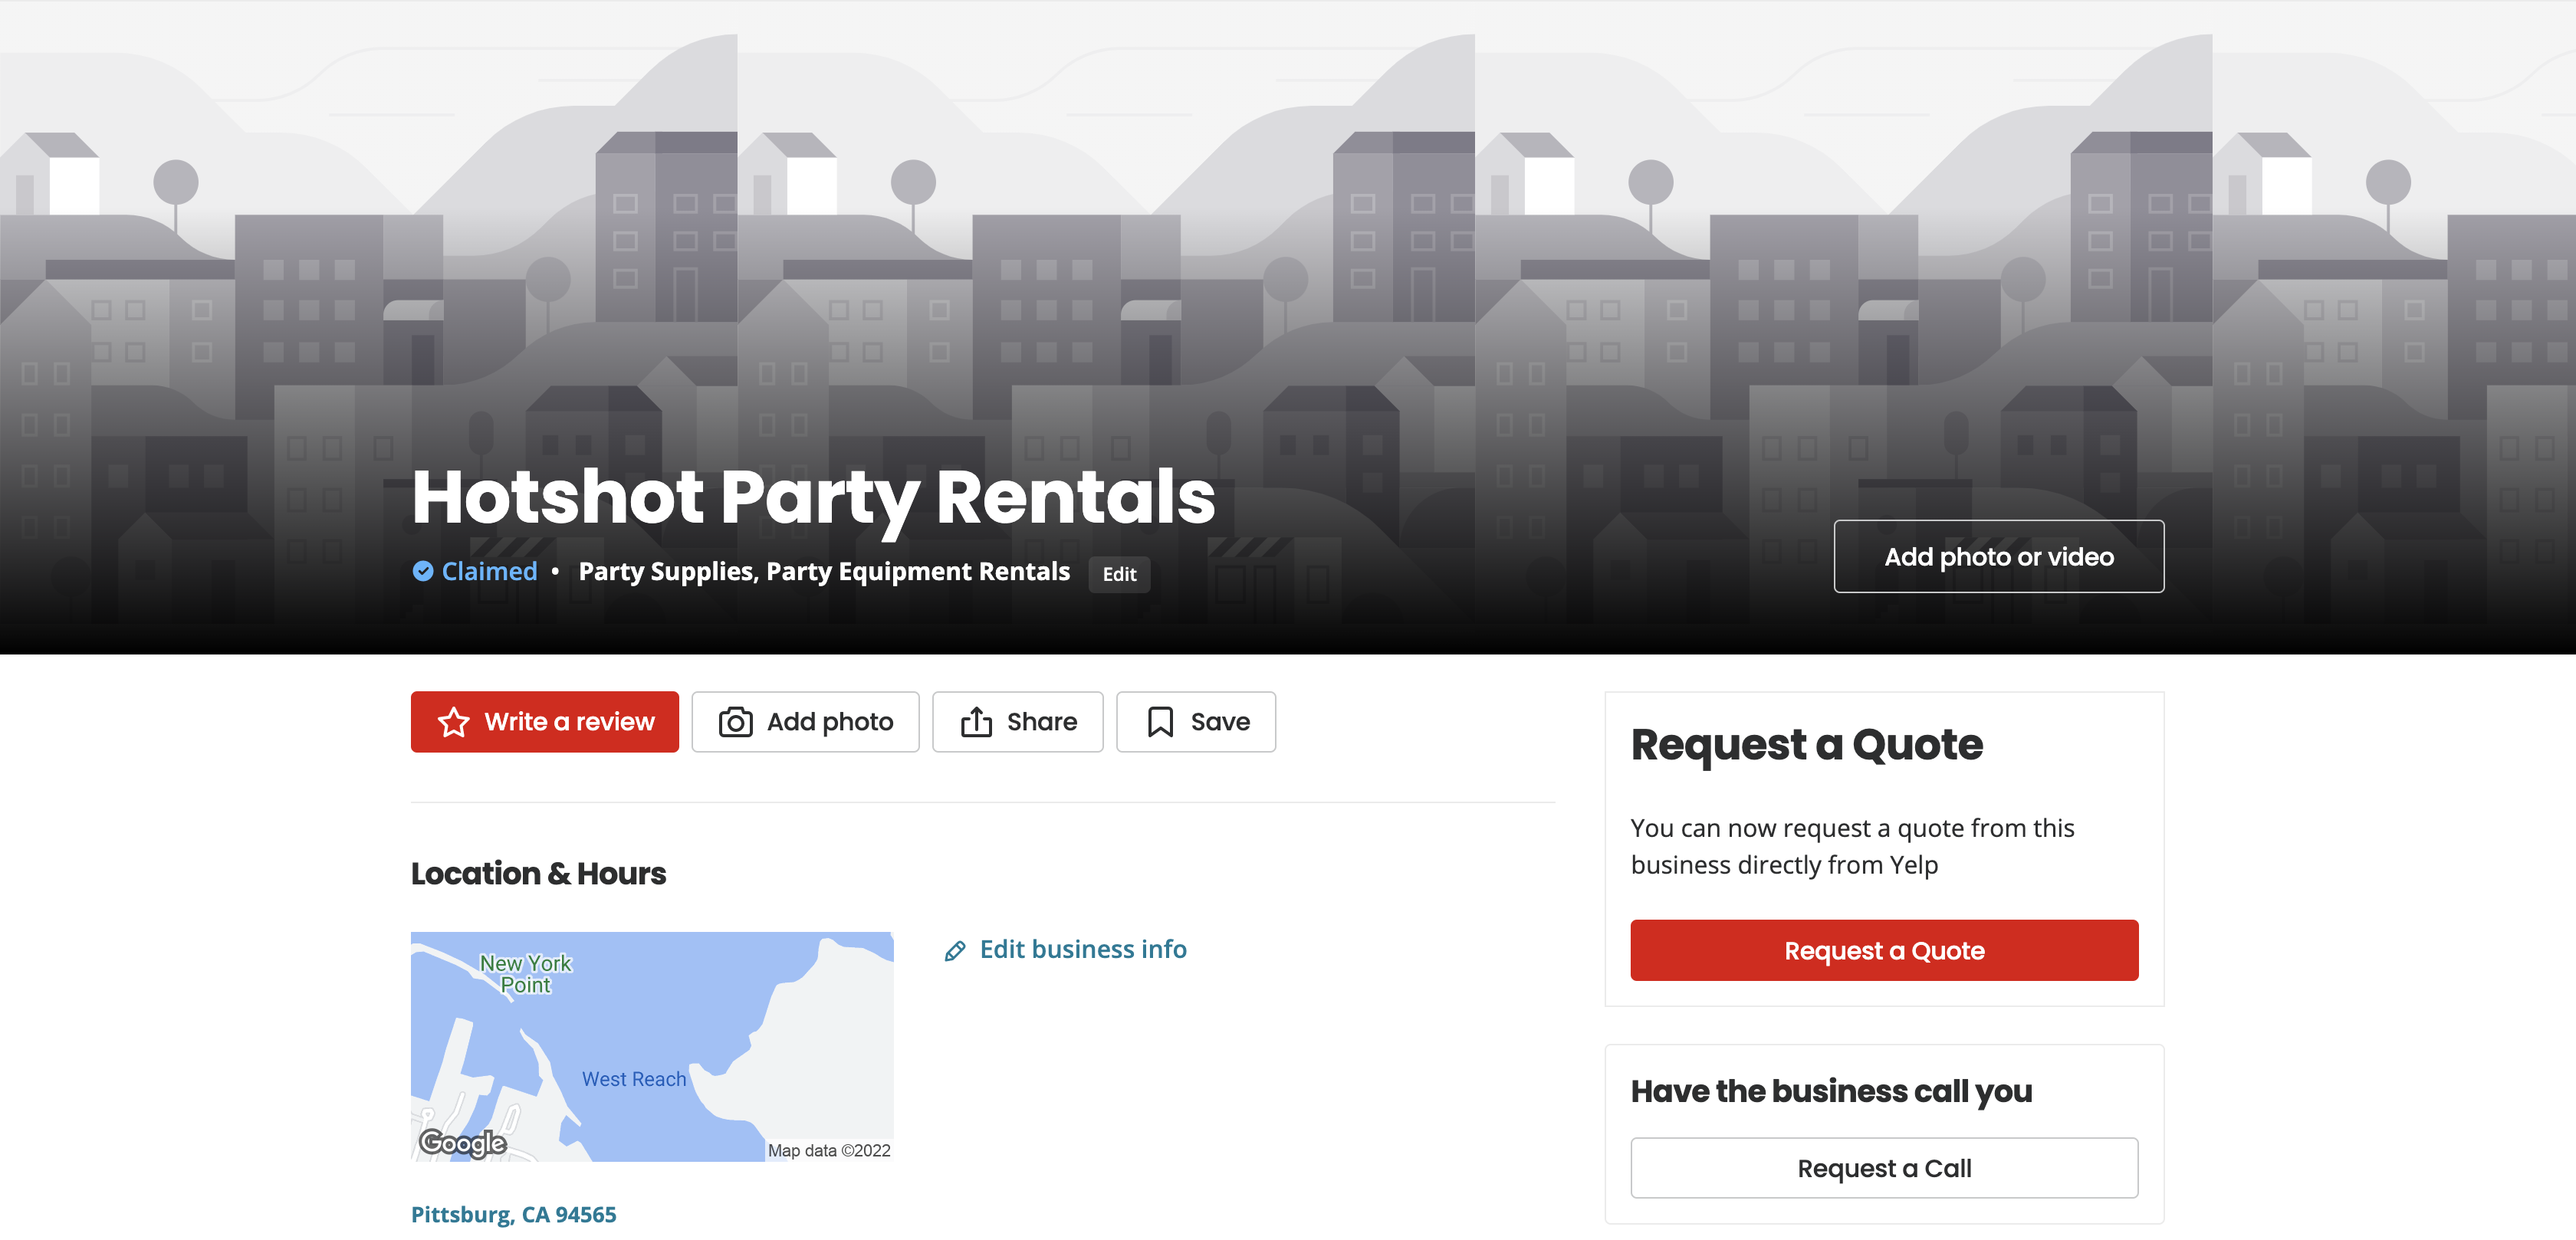 Hotshot Party Rentals
Claimed • Party Supplies, Party Equipment Rentals Edit
Add photo or video
Write a review
Add photo
Share
Save
Location & Hours
New York
Point
West Reach
Google
Map data ©2022
Edit business info
Pittsburg, CA 94565
Request a Quote
You can now request a quote from this
business directly from Yelp
Request a Quote
Have the business call you
Request a Call